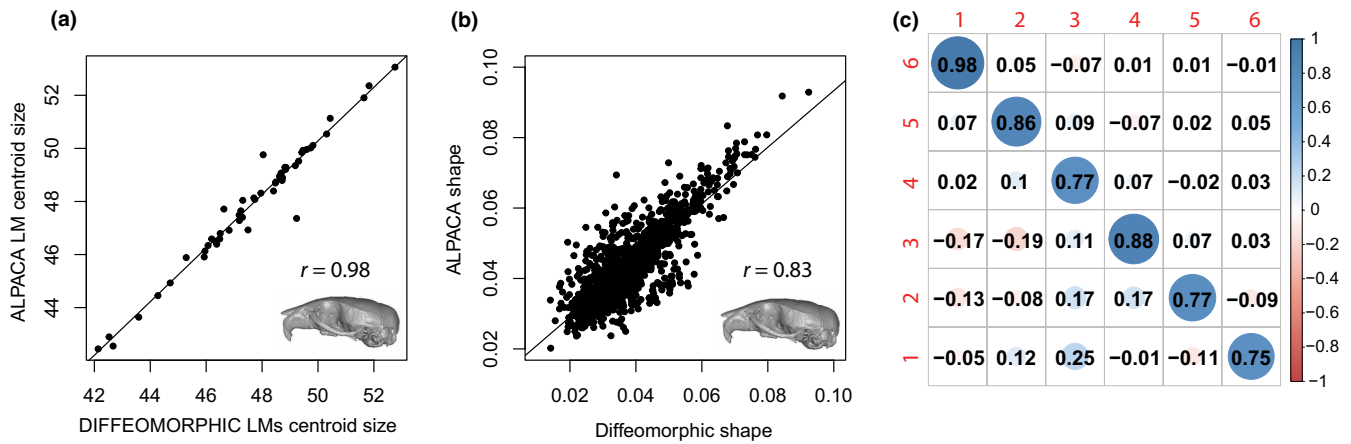 (a)
ALPACA LM centroid size
52
50
48
46
44
r = 0.98
42 44 46 48 50 52
DIFFEOMORPHIC LMs centroid size
(b)
ALPACA shape
0.10
0.08
0.06
0.04
0.02
r = 0.83
0.02 0.04 0.06 0.08 0.10
Diffeomorphic shape
(c)
1 2 3 4 5 6
6 0.98 0.05 −0.07 0.01 0.01 −0.01
5 0.07 0.86 0.09 −0.07 0.02 0.05
4 0.02 0.1 0.77 0.07 −0.02 0.03
3 −0.17 −0.19 0.11 0.88 0.07 0.03
2 −0.13 −0.08 0.17 0.17 0.77 −0.09
1 −0.05 0.12 0.25 −0.01 −0.11 0.75
1
0.8
0.6
0.4
0.2
0
−0.2
−0.4
−0.6
−0.8
−1